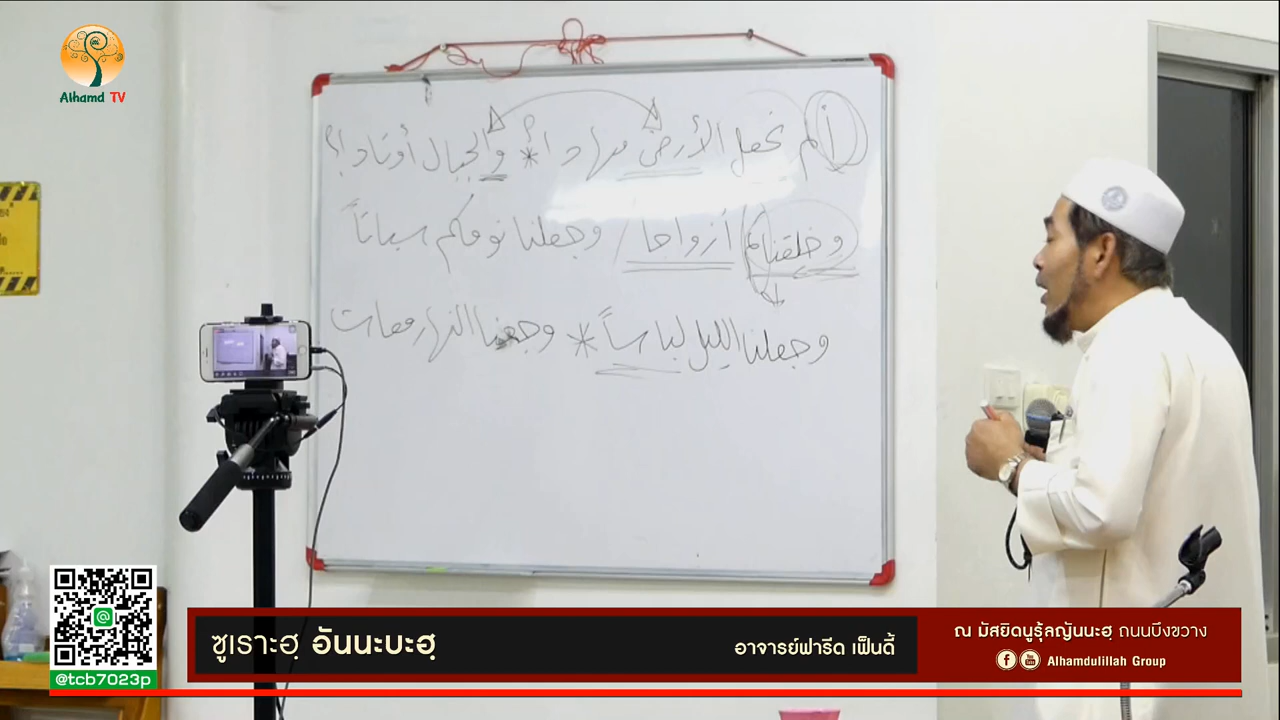 Alhamd TV
ألم نجعل الأرض مهادا؟ * والجبال أوتادا؟
وخلقناكم أزواجا / وجعلنا نومكم سباتاً
وجعلنا الليل لباساً * وجعلنا النهار معاش
@tcb7023p
ซูเราะฮฺ อันนะบะฮฺ
อาจารย์ฟารีด เฟ็นดี้
ณ มัสยิดนูรุ้ลญันนะฮฺ ถนนบึงขวาง
Alhamdulillah Group